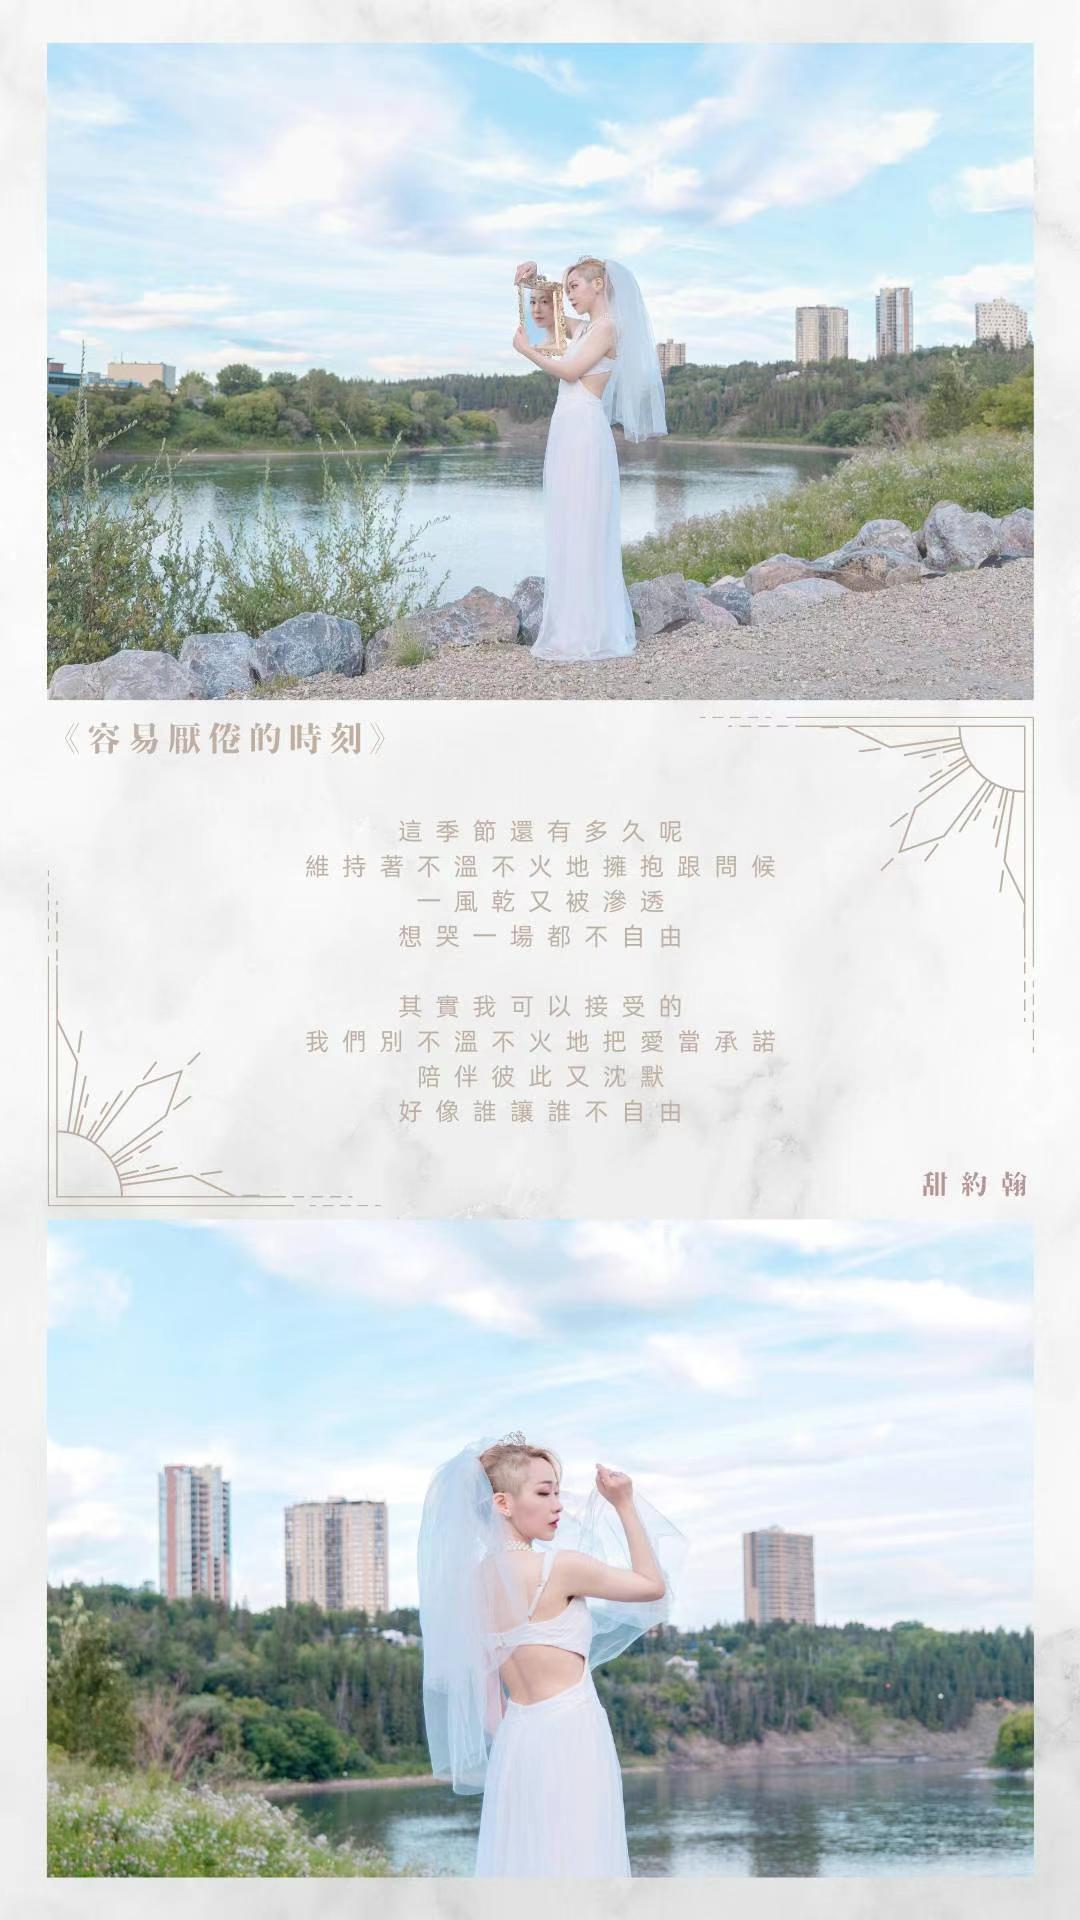 《容易厭倦的時刻》
這季節還有多久呢
維持著不溫不火地擁抱跟問候
一風乾又被滲透
想哭一場都不自由
其實我可以接受的
我們別不溫不火地把愛當承諾
陪伴彼此又沈默
好像誰讓誰不自由
甜約翰